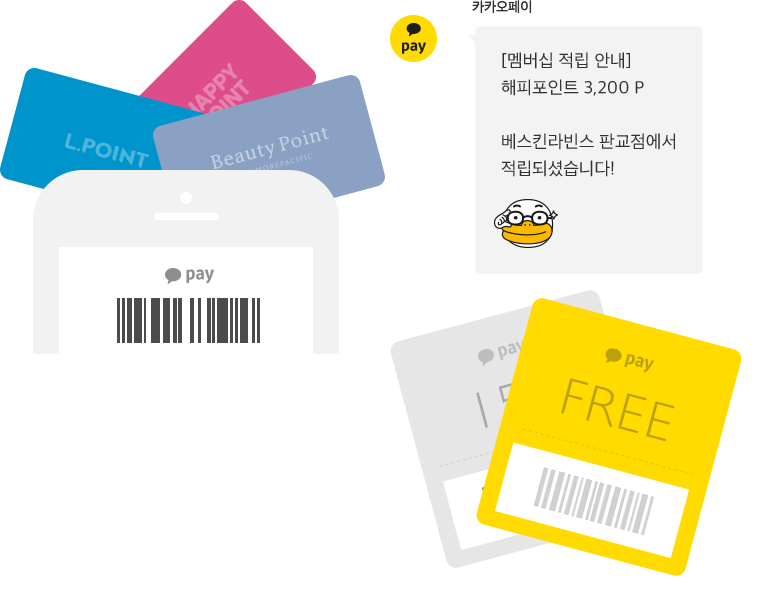 카카오페이
pay
[멤버십 적립 안내]
해피포인트 3,200 P
베스킨라빈스 판교점에서
적립되셨습니다!
HAPPY
POINT
L.POINT
Beauty Point
pay
pay
pay
FREE